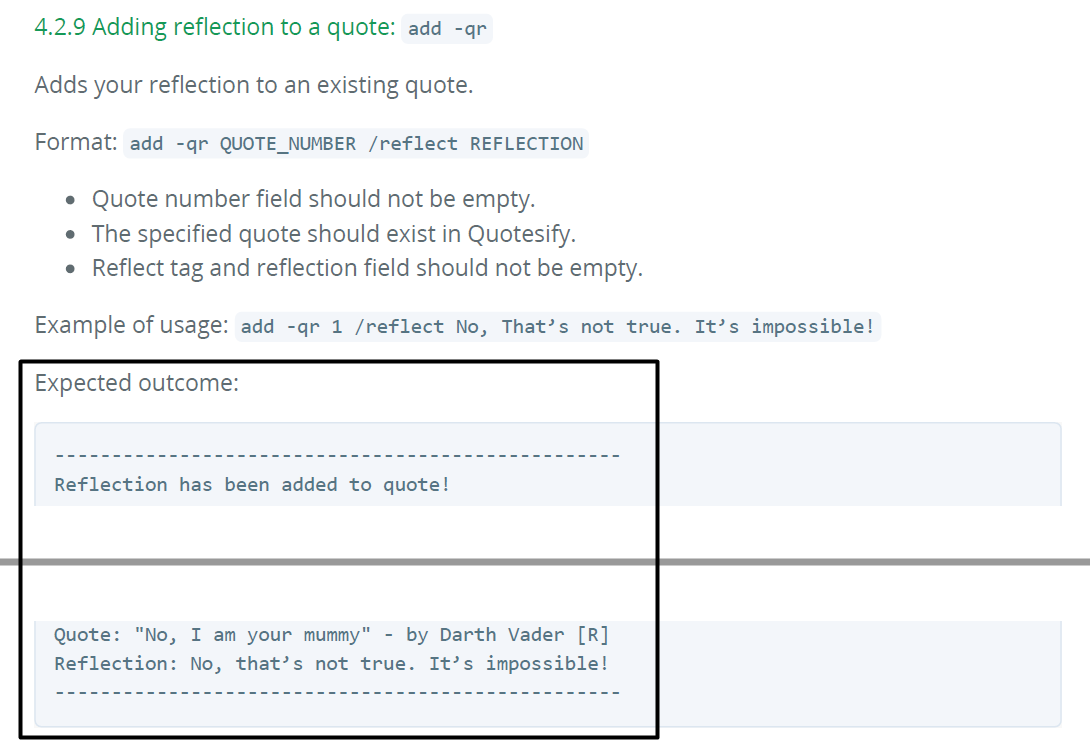 4.2.9 Adding reflection to a quote: add -qr
Adds your reflection to an existing quote.
Format: add -qr QUOTE_NUMBER /reflect REFLECTION
• Quote number field should not be empty.
• The specified quote should exist in Quotesify.
• Reflect tag and reflection field should not be empty.
Example of usage: add -qr 1 /reflect No, That’s not true. It’s impossible!
Expected outcome:
--------------------------------------------------
Reflection has been added to quote!
Quote: "No, I am your mummy" - by Darth Vader [R]
Reflection: No, that’s not true. It’s impossible!
--------------------------------------------------